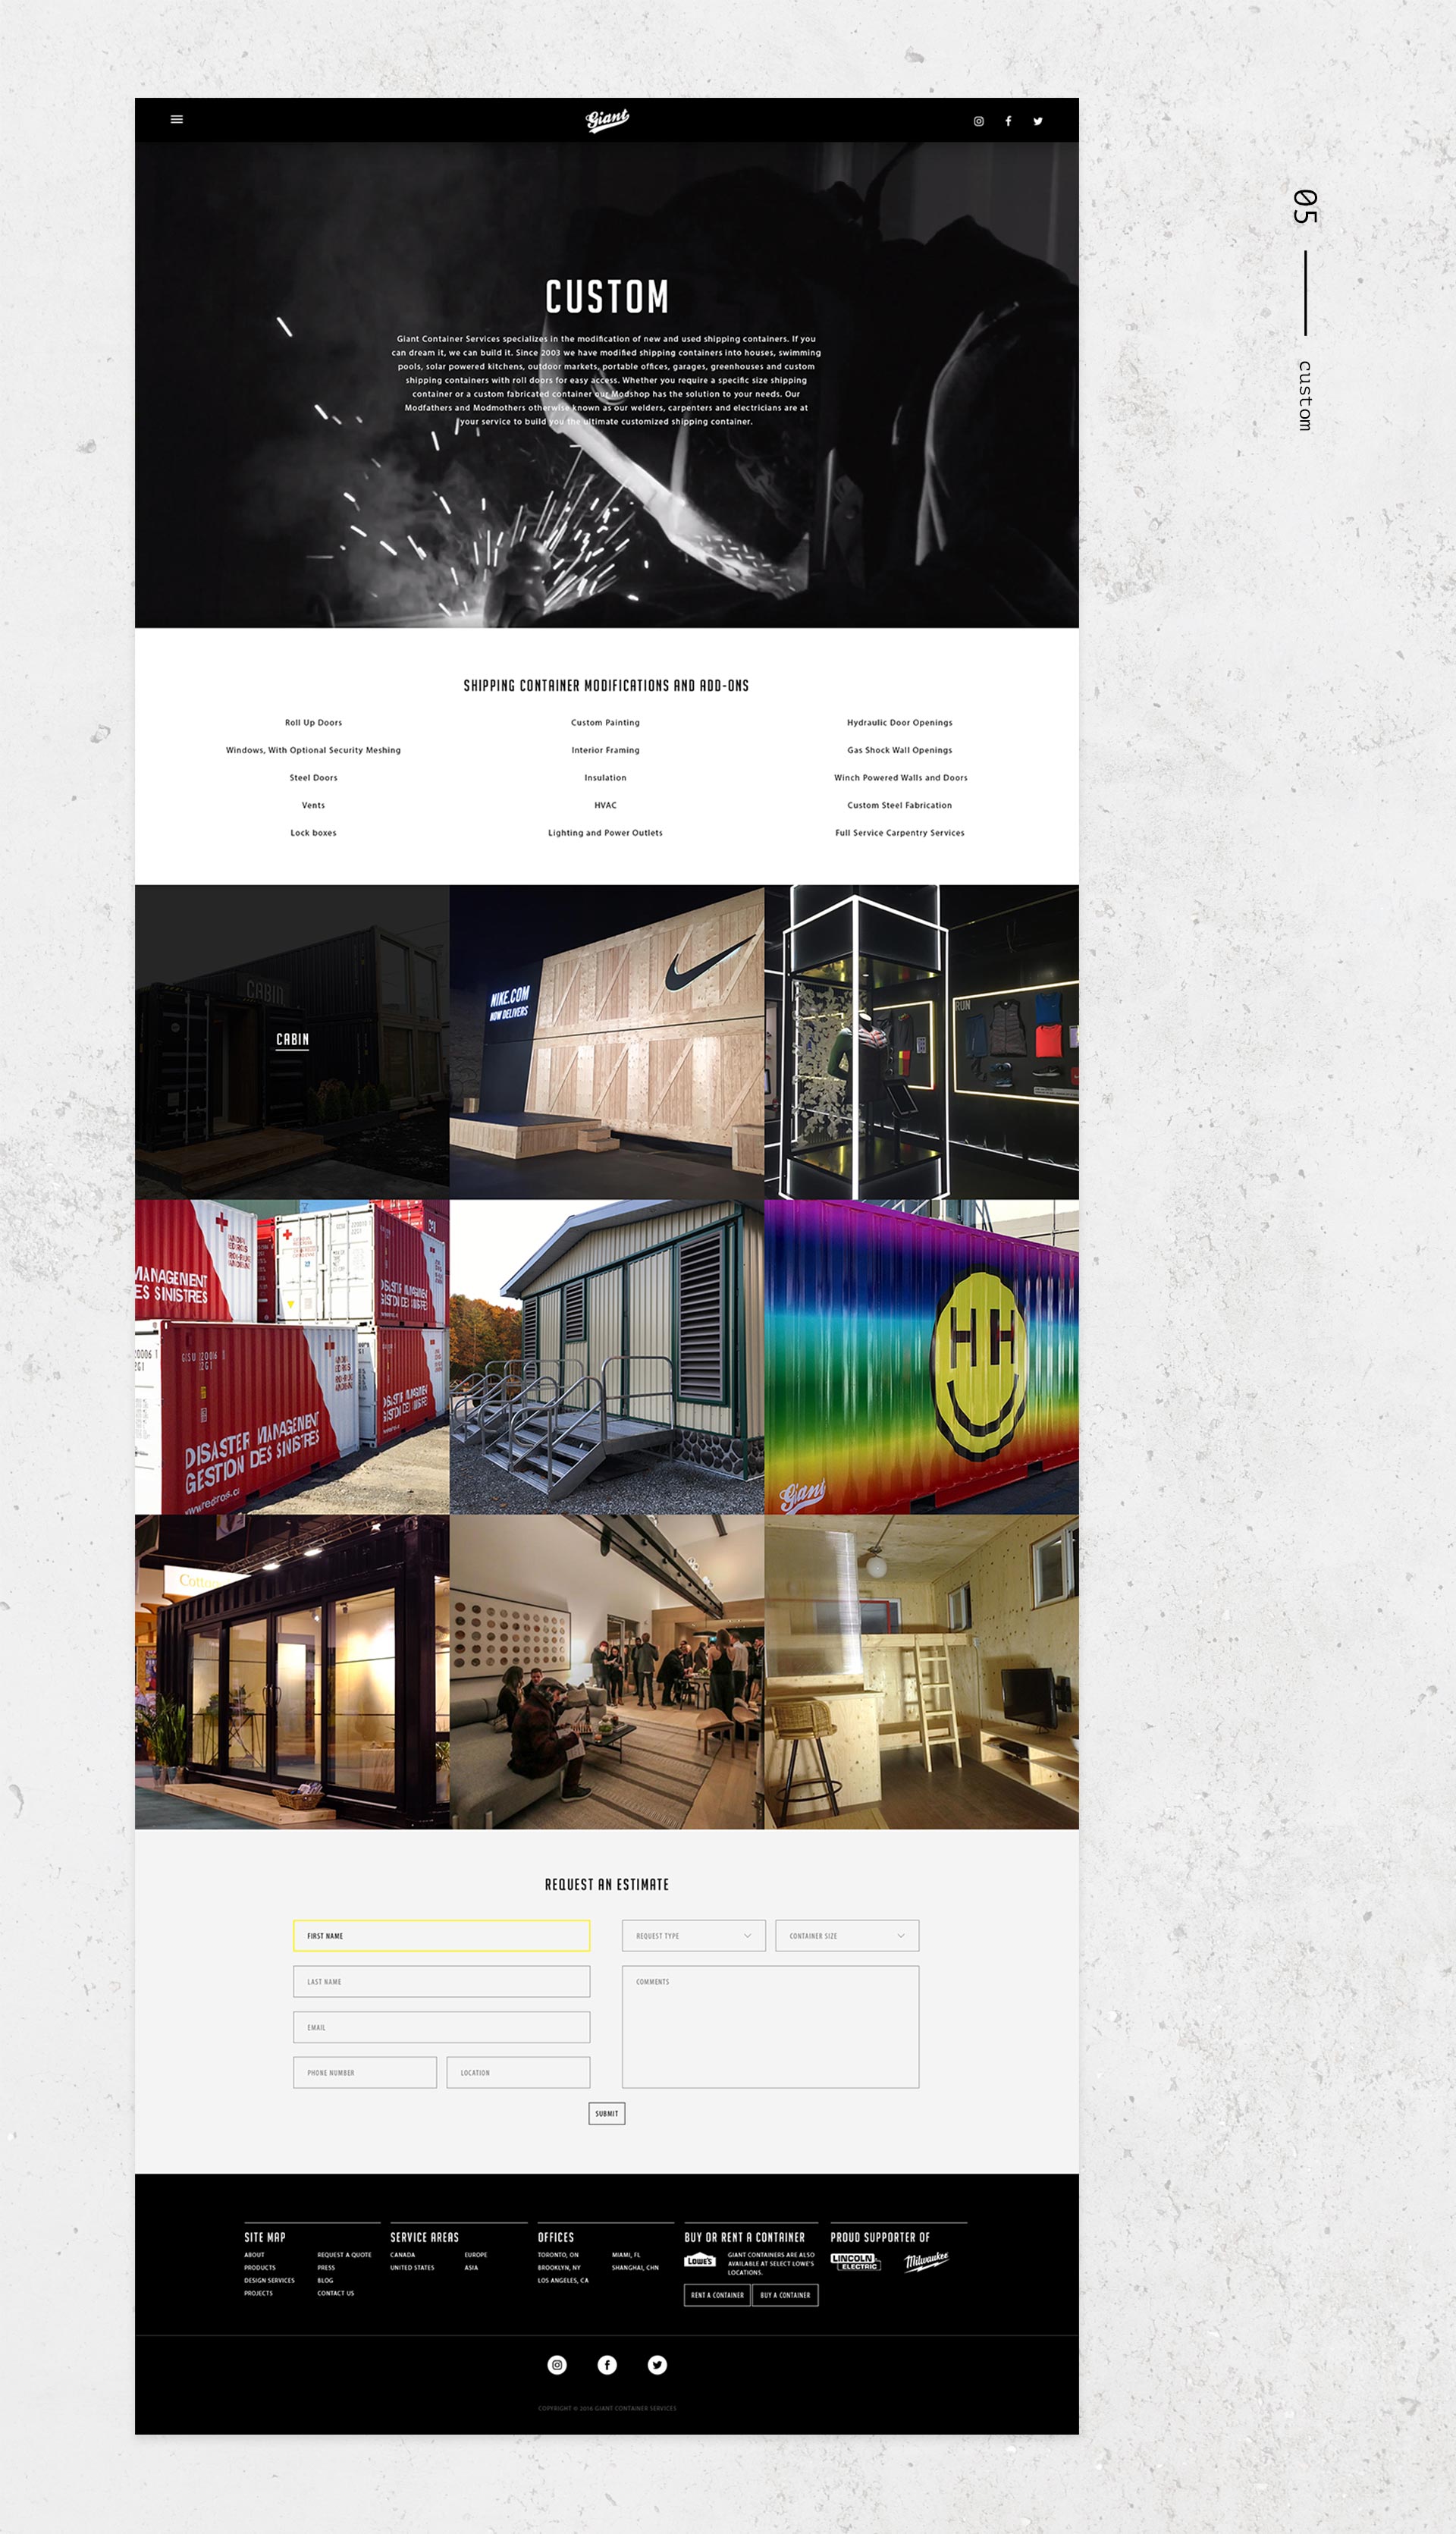 Giant
05
custom
CUSTOM
Giant Container Services specializes in the modification of new and used shipping containers. If you
can dream it, we can build it. Since 2003 we have modified shipping containers into houses, swimming
pools, solar powered kitchens, outdoor markets, portable offices, garages, greenhouses and custom
shipping containers with roll doors for easy access. Whether you require a specific size shipping
container or a custom fabricated container our Modshop has the solution to your needs. Our
Modfathers and Modmothers otherwise known as our welders, carpenters and electricians are at
your service to build you the ultimate customized shipping container.
SHIPPING CONTAINER MODIFICATIONS AND ADD-ONS
Roll Up Doors
Windows, With Optional Security Meshing
Steel Doors
Vents
Lock boxes
Custom Painting
Interior Framing
Insulation
HVAC
Lighting and Power Outlets
Hydraulic Door Openings
Gas Shock Wall Openings
Winch Powered Walls and Doors
Custom Steel Fabrication
Full Service Carpentry Services
CABIN
CABIN
NIKE.COM
NOW DELIVERS
RUN
MANAGEMENT
ES SINISTRES
DISASTER MANAGEMENT
GESTION DES SINISTRES
HH
Giant
REQUEST AN ESTIMATE
FIRST NAME
LAST NAME
EMAIL
PHONE NUMBER
LOCATION
REQUEST TYPE
CONTAINER SIZE
COMMENTS
SUBMIT
SITE MAP
ABOUT
PRODUCTS
DESIGN SERVICES
PROJECTS
REQUEST A QUOTE
PRESS
BLOG
CONTACT US
SERVICE AREAS
CANADA
UNITED STATES
EUROPE
ASIA
OFFICES
TORONTO, ON
BROOKLYN, NY
LOS ANGELES, CA
MIAMI, FL
SHANGHAI, CHN
BUY OR RENT A CONTAINER
LOWE'S
GIANT CONTAINERS ARE ALSO
AVAILABLE AT SELECT LOWE'S
LOCATIONS.
RENT A CONTAINER
BUY A CONTAINER
PROUD SUPPORTER OF
LINCOLN
ELECTRIC
Milwaukee
COPYRIGHT © 2016 GIANT CONTAINER SERVICES